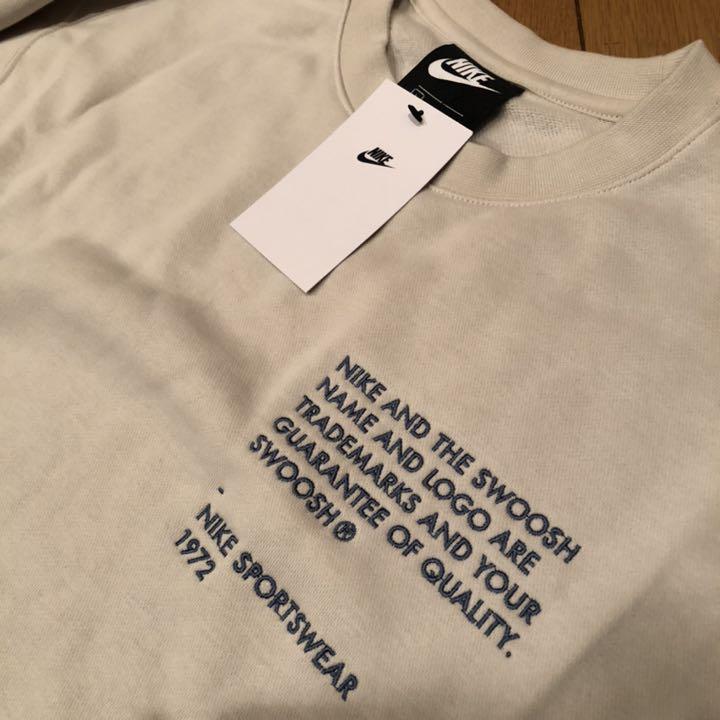 NIKE
NIKE
NIKE AND THE SWOOSH
NAME AND LOGO ARE
TRADEMARKS AND YOUR
GUARANTEE OF QUALITY.
SWOOSH ®
-
NIKE SPORTSWEAR
1972